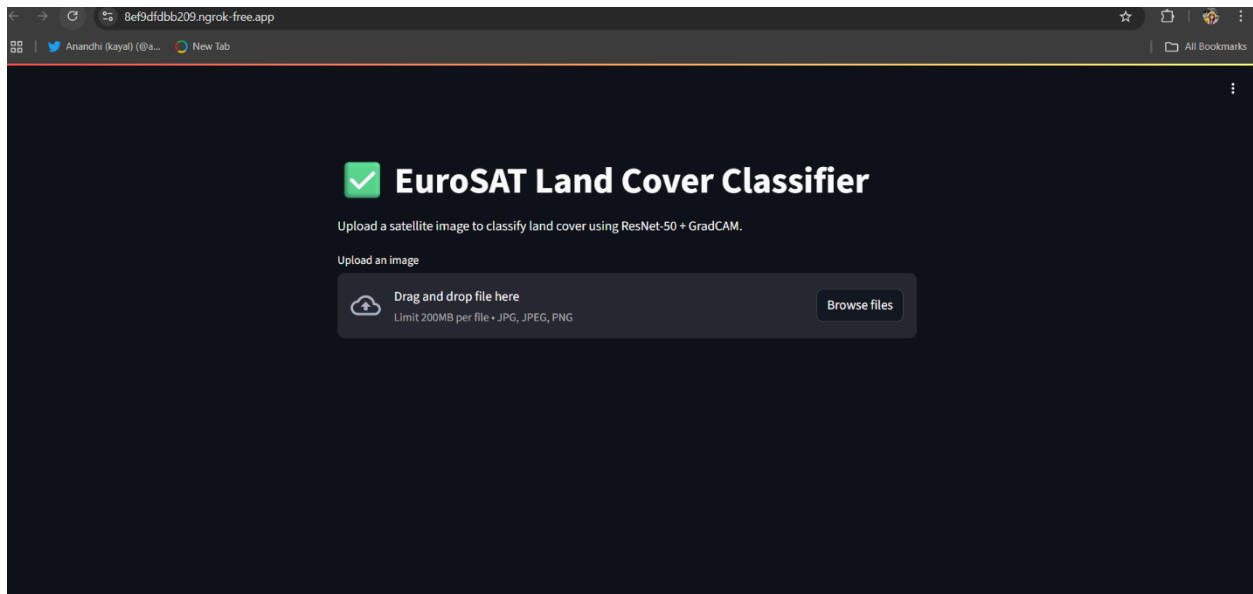 8ef9dfdbb209.ngrok-free.app
Anandhi (kayal) (@a... New Tab All Bookmarks
EuroSAT Land Cover Classifier
Upload a satellite image to classify land cover using ResNet-50 + GradCAM.
Upload an image
Drag and drop file here
Limit 200MB per file • JPG, JPEG, PNG
Browse files